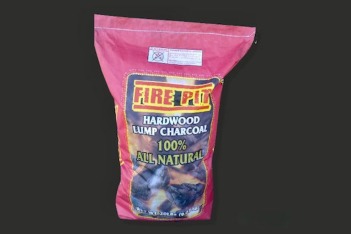 FIRE PIT
HARDWOOD
LUMP CHARCOAL
100%
ALL NATURAL